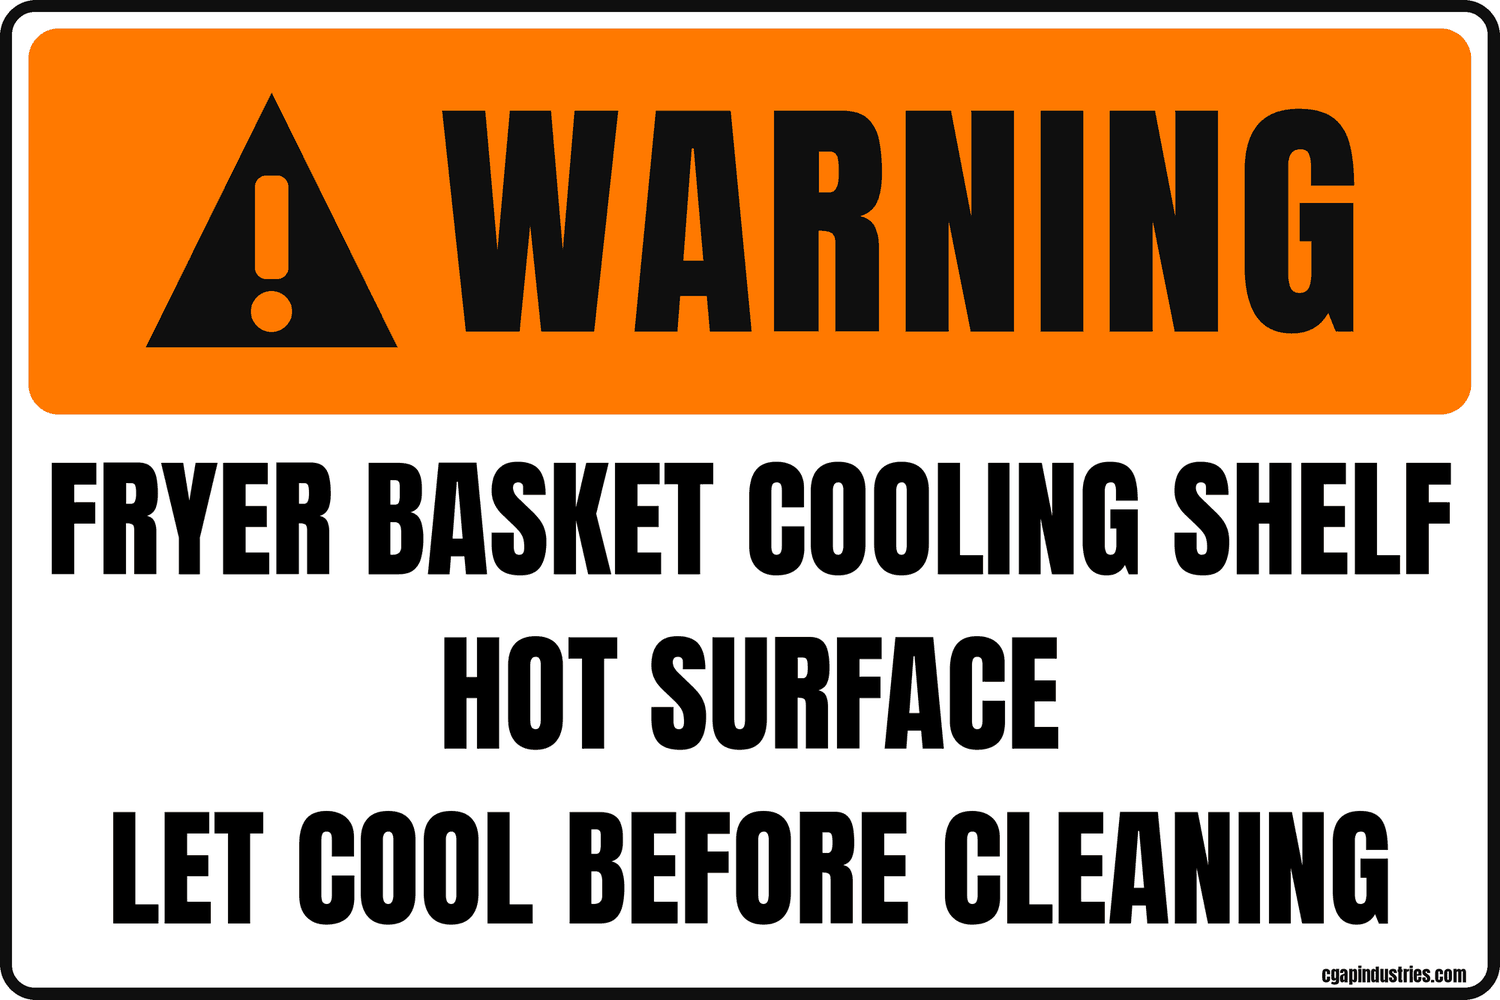 WARNING
FRYER BASKET COOLING SHELF
HOT SURFACE
LET COOL BEFORE CLEANING
cgapindustries.com